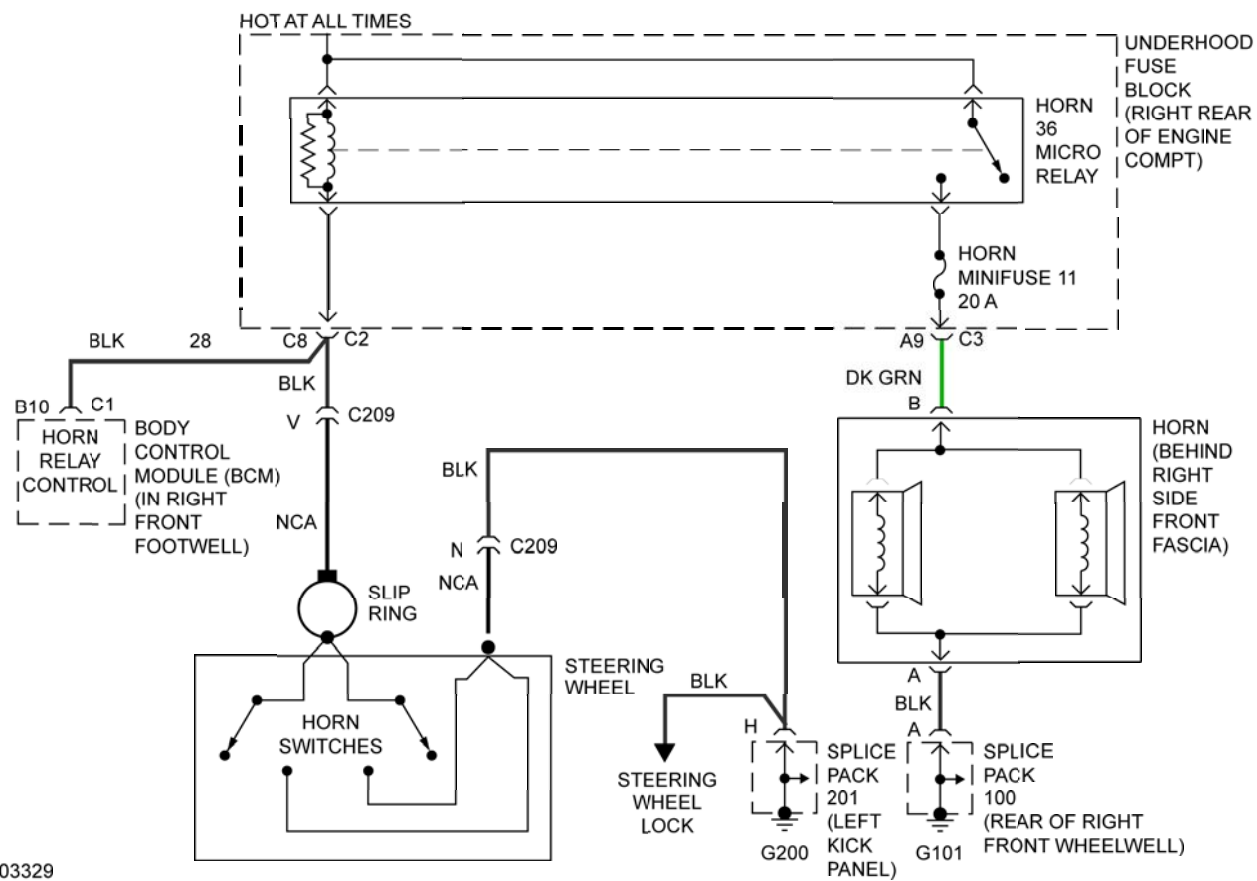 HOT AT ALL TIMES
UNDERHOOD
FUSE
BLOCK
(RIGHT REAR
OF ENGINE
COMPT)
HORN
36
MICRO
RELAY
HORN
MINIFUSE 11
20 A
BLK
28
C8
C2
A9
C3
BLK
DK GRN
B10
C1
V
C209
B
HORN
RELAY
CONTROL
BODY
CONTROL
MODULE (BCM)
(IN RIGHT
FRONT
FOOTWELL)
HORN
(BEHIND
RIGHT
SIDE
FRONT
FASCIA)
BLK
NCA
N
C209
NCA
SLIP
RING
STEERING
WHEEL
HORN
SWITCHES
A
BLK
BLK
H
A
STEERING
WHEEL
LOCK
SPLICE
PACK
201
(LEFT
KICK
PANEL)
G200
SPLICE
PACK
100
(REAR OF RIGHT
FRONT WHEELWELL)
G101
03329